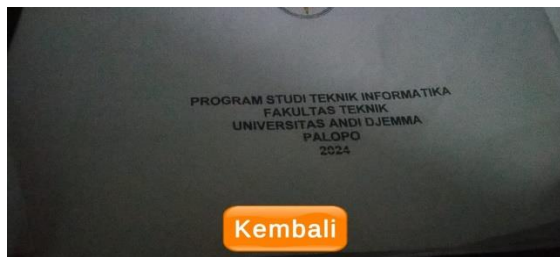 PROGRAM STUDI TEKNIK INFORMATIKA
FAKULTAS TEKNIK
UNIVERSITAS ANDI DJEMMA
PALOPO
2024
Kembali